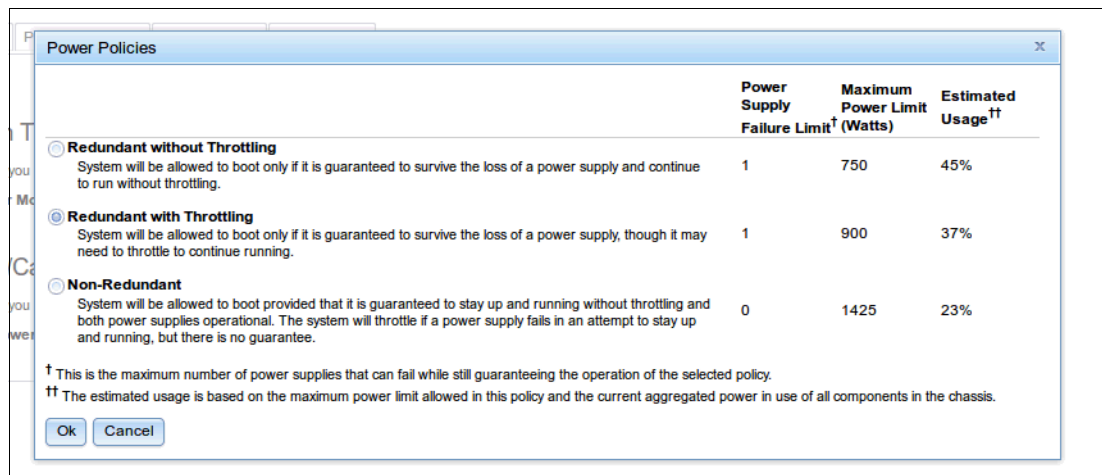 P
Power Policies
x
Power
Supply
Failure Limit†
Maximum
Power Limit
(Watts)
Estimated
Usage††
Redundant without Throttling
System will be allowed to boot only if it is guaranteed to survive the loss of a power supply and continue
to run without throttling.
1 750 45%
Redundant with Throttling
System will be allowed to boot only if it is guaranteed to survive the loss of a power supply, though it may
need to throttle to continue running.
1 900 37%
Non-Redundant
System will be allowed to boot provided that it is guaranteed to stay up and running without throttling and
both power supplies operational. The system will throttle if a power supply fails in an attempt to stay up
and running, but there is no guarantee.
0 1425 23%
† This is the maximum number of power supplies that can fail while still guaranteeing the operation of the selected policy.
†† The estimated usage is based on the maximum power limit allowed in this policy and the current aggregated power in use of all components in the chassis.
Ok Cancel
you
you